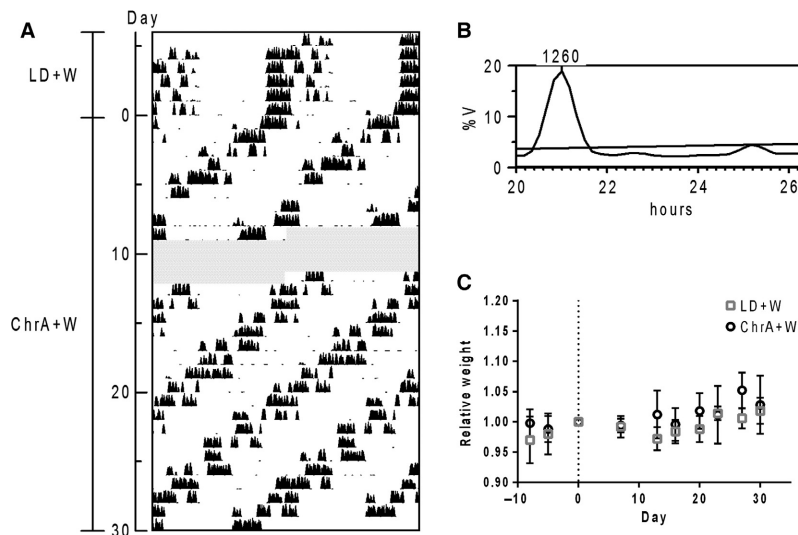 A
Day
LD+W
0
10
ChrA+W
20
30
B
1260
20
% V
10
0
20 22 24 26
hours
C
LD+W
ChrA+W
1.20
1.15
1.10
1.05
1.00
0.95
0.90
Relative weight
–10 0 10 20 30
Day